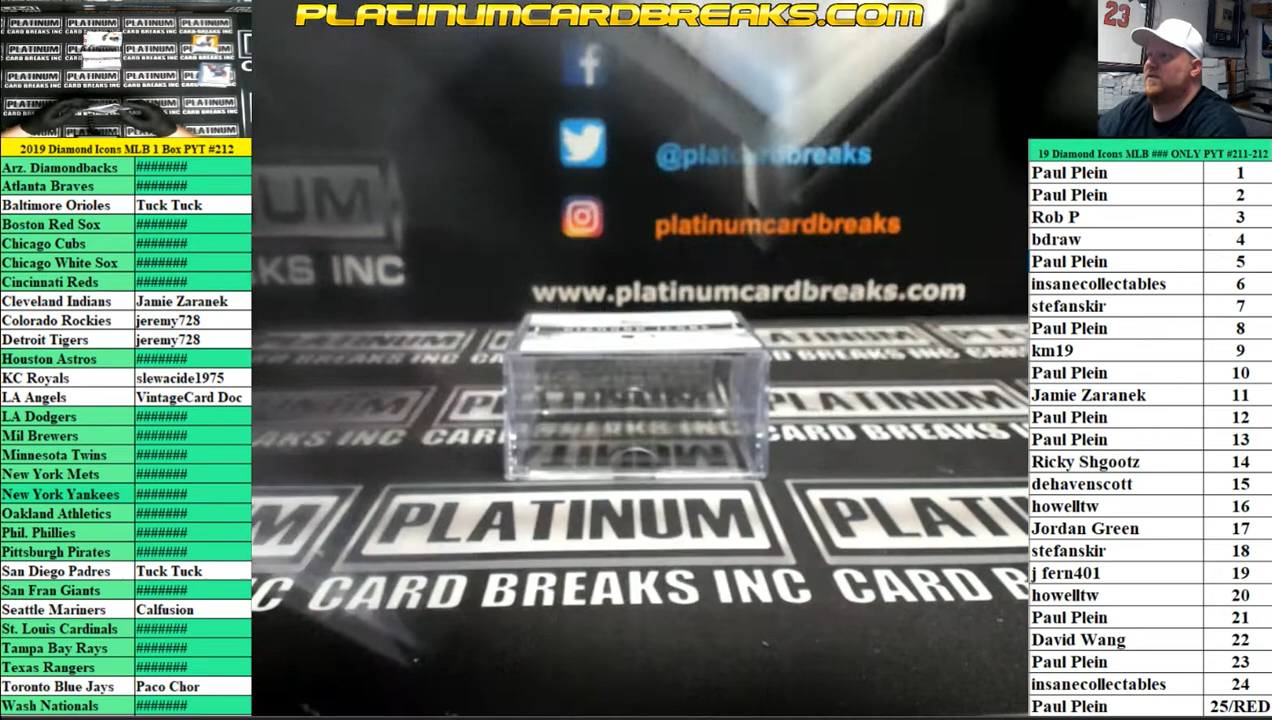 PLATINUMCARDBREAKS.COM
2019 Diamond Icons MLB 1 Box PYT #212
Arz. Diamondbacks #######
Atlanta Braves #######
Baltimore Orioles Tuck Tuck
Boston Red Sox #######
Chicago Cubs #######
Chicago White Sox #######
Cincinnati Reds #######
Cleveland Indians Jamie Zaranek
Colorado Rockies jeremy728
Detroit Tigers jeremy728
Houston Astros #######
KC Royals slewacide1975
LA Angels VintageCard Doc
LA Dodgers #######
Mil Brewers #######
Minnesota Twins #######
New York Mets #######
New York Yankees #######
Oakland Athletics #######
Phil. Phillies #######
Pittsburgh Pirates #######
San Diego Padres Tuck Tuck
San Fran Giants #######
Seattle Mariners Calfusion
St. Louis Cardinals #######
Tampa Bay Rays #######
Texas Rangers #######
Toronto Blue Jays Paco Chor
Wash Nationals #######
@platinumcardbreaks
platinumcardbreaks
www.platinumcardbreaks.com
PLATINUM
CARD BREAKS INC
23
19 Diamond Icons MLB ### ONLY PYT #211-212
Paul Plein 1
Paul Plein 2
Rob P 3
bdraw 4
Paul Plein 5
insanecollectables 6
stefanskir 7
Paul Plein 8
km19 9
Paul Plein 10
Jamie Zaranek 11
Paul Plein 12
Paul Plein 13
Ricky Shgootz 14
dehavenscott 15
howelltw 16
Jordan Green 17
stefanskir 18
j fern401 19
howelltw 20
Paul Plein 21
David Wang 22
Paul Plein 23
insanecollectables 24
Paul Plein 25/RED